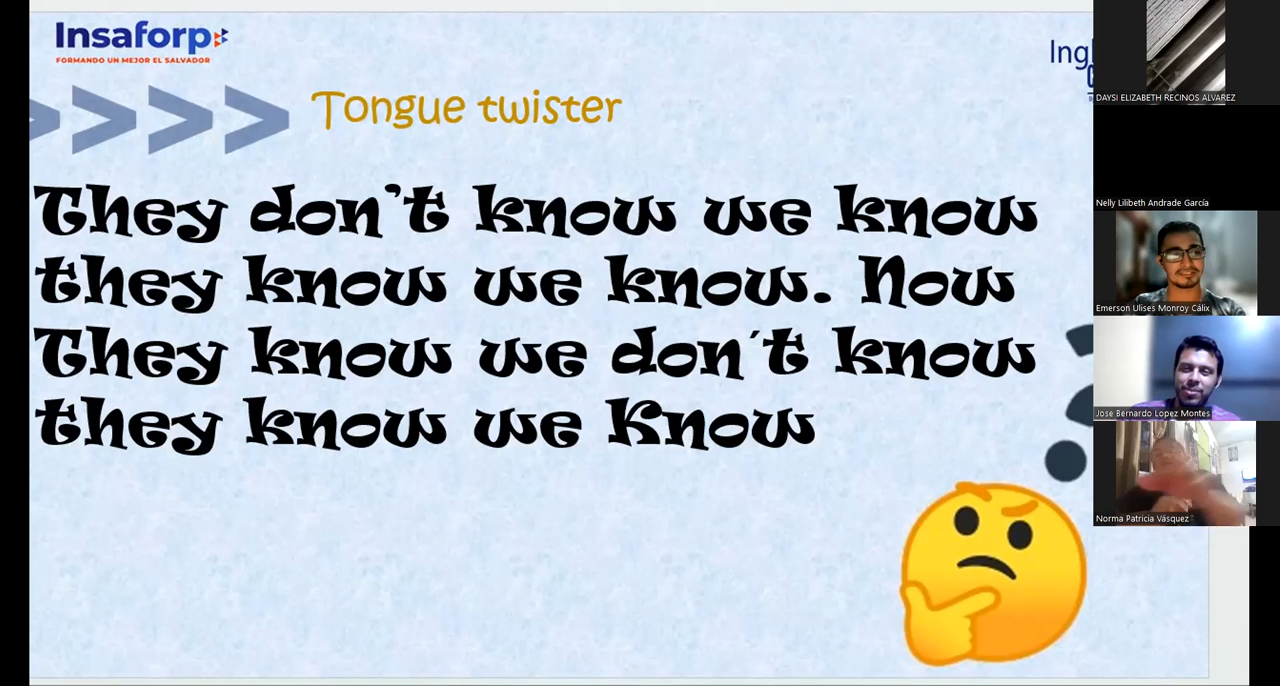 Insaforp
FORMANDO UN MEJOR EL SALVADOR
Tongue twister
They don't know we know
they know we know. Now
They know we don´t know
they know we Know
DAYSI ELIZABETH RECINOS ALVAREZ
Nelly Lilibeth Andrade García
Emerson Ulises Monroy Cálix
Jose Bernardo Lopez Montes
Norma Patricia Vásquez